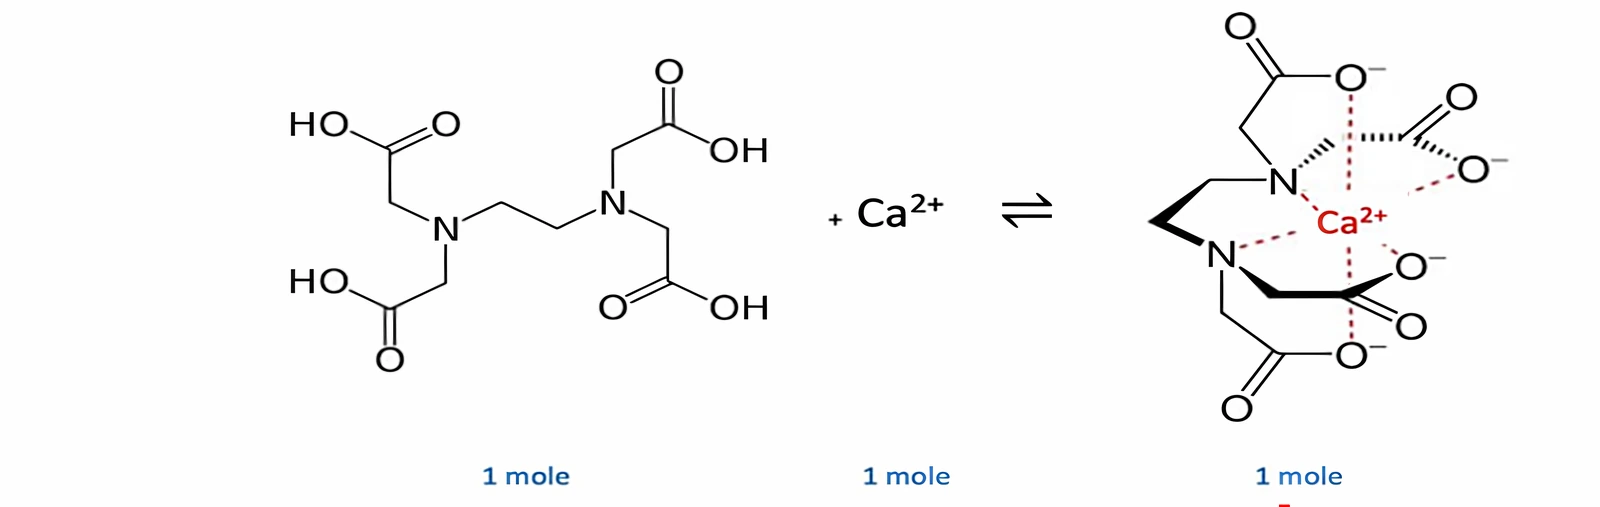 O
O O⁻
O
HO O O
OH O⁻
N
N
+ Ca²⁺ ⇌ Ca²⁺
N
N
HO O⁻
O OH O
O⁻
O
O
1 mole 1 mole 1 mole